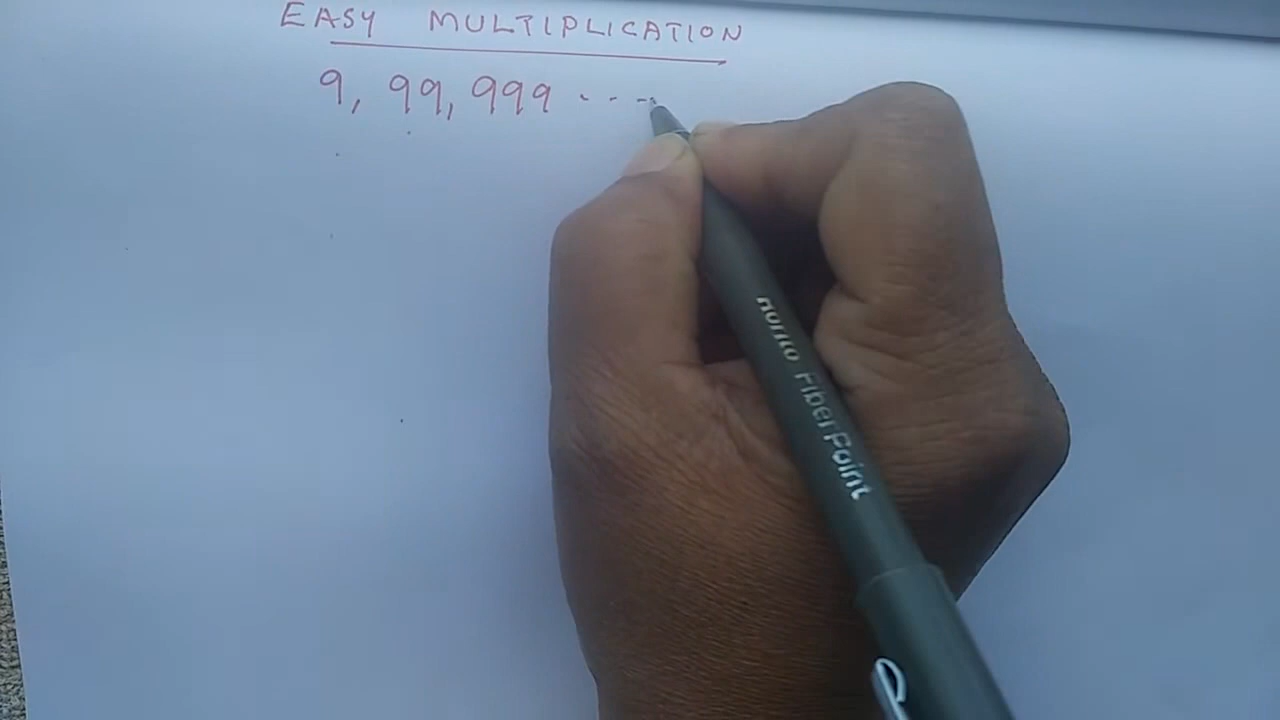 EASY MULTIPLICATION
9, 99, 999 - - -
Fiber Point